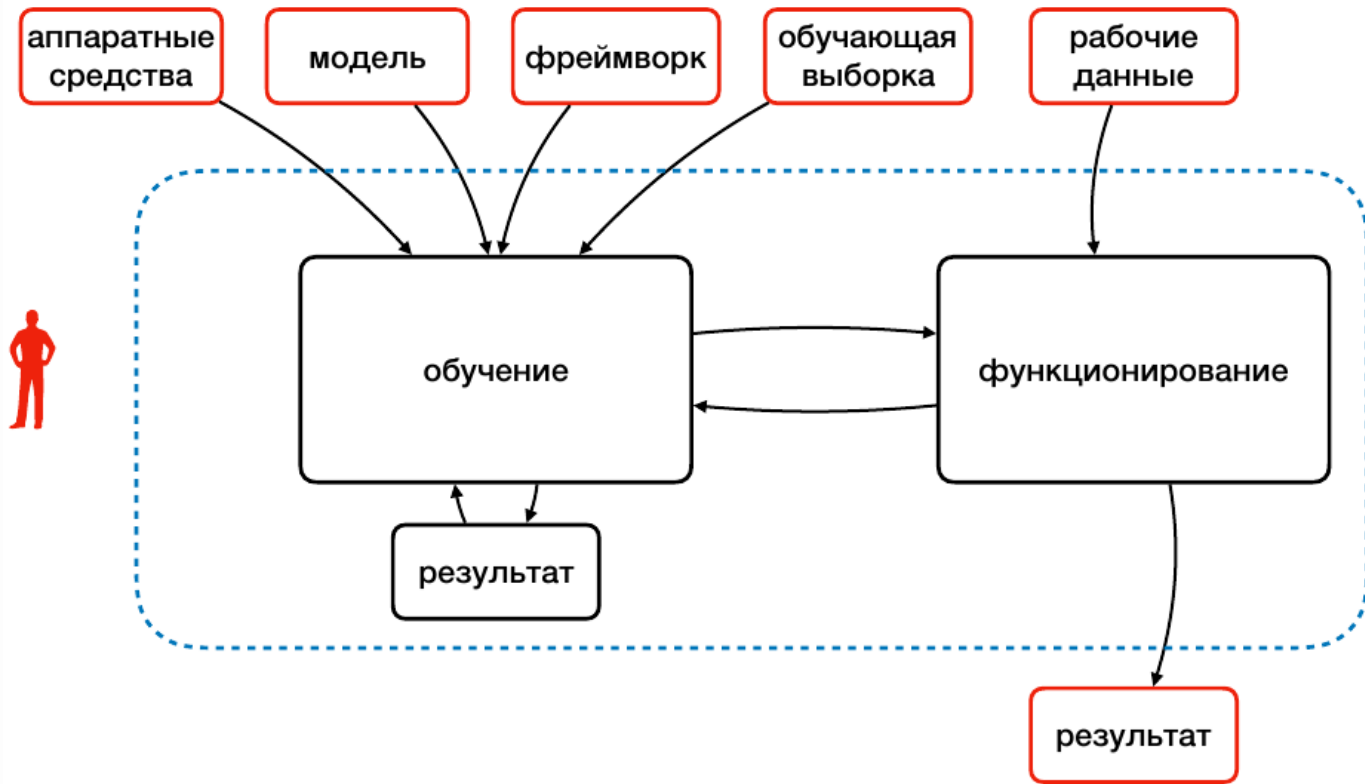 аппаратные
средства
модель
фреймворк
обучающая
выборка
рабочие
данные
обучение
функционирование
результат
результат